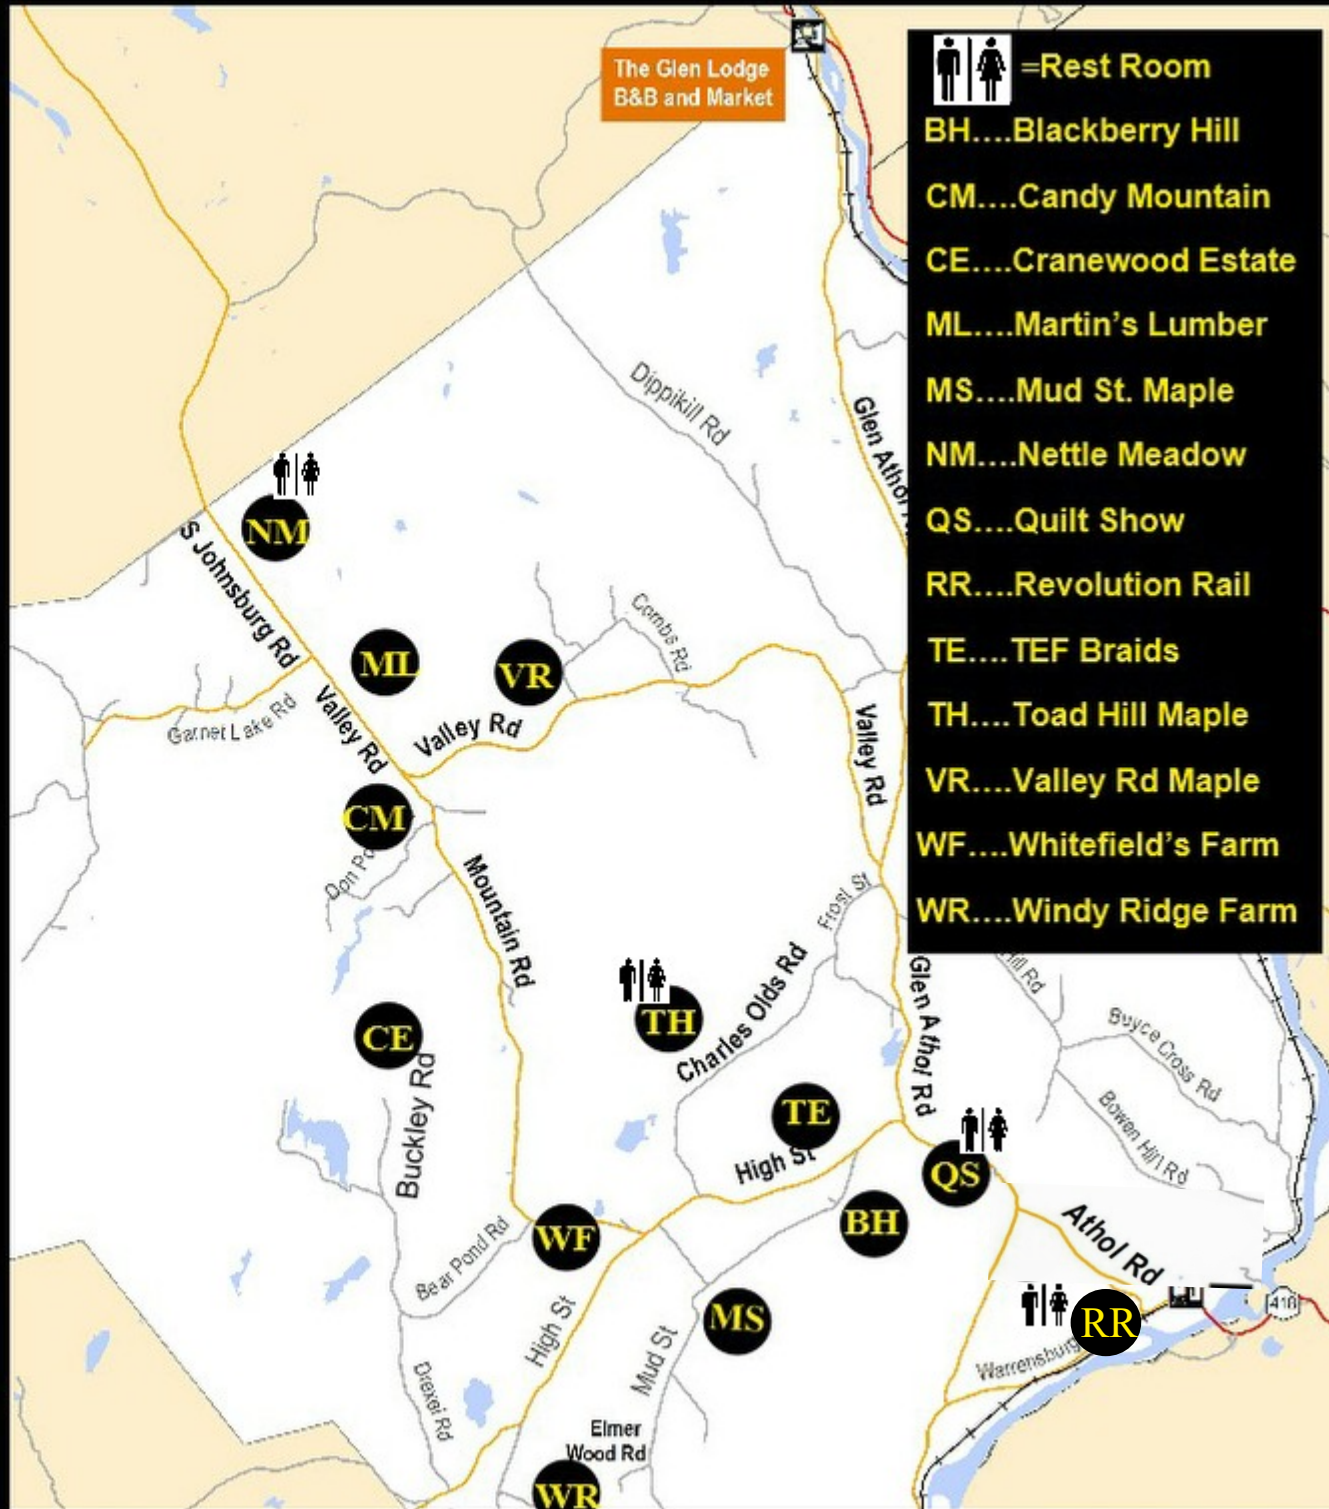 The Glen Lodge
B&B and Market
=Rest Room
BH....Blackberry Hill
CM....Candy Mountain
CE....Cranewood Estate
ML....Martin's Lumber
MS....Mud St. Maple
NM....Nettle Meadow
QS....Quilt Show
RR....Revolution Rail
TE....TEF Braids
TH....Toad Hill Maple
VR....Valley Rd Maple
WF....Whitefield's Farm
WR....Windy Ridge Farm
Dippikill Rd
Glen Athol
NM
S Johnsburg Rd
Combs Rd
ML
VR
Garnet Lake Rd
Valley Rd
Valley Rd
Valley Rd
CM
Don
Mountain Rd
Frost St
Charles Olds Rd
Glen Athol Rd
Hill Rd
TH
CE
Buyce Cross Rd
Buckley Rd
TE
Bowen Hill Rd
High St
QS
BH
WF
Athol Rd
Bear Pond Rd
High St
MS
RR
418
Mud St
Warrensburg
Drexel Rd
Elmer
Wood Rd
WR